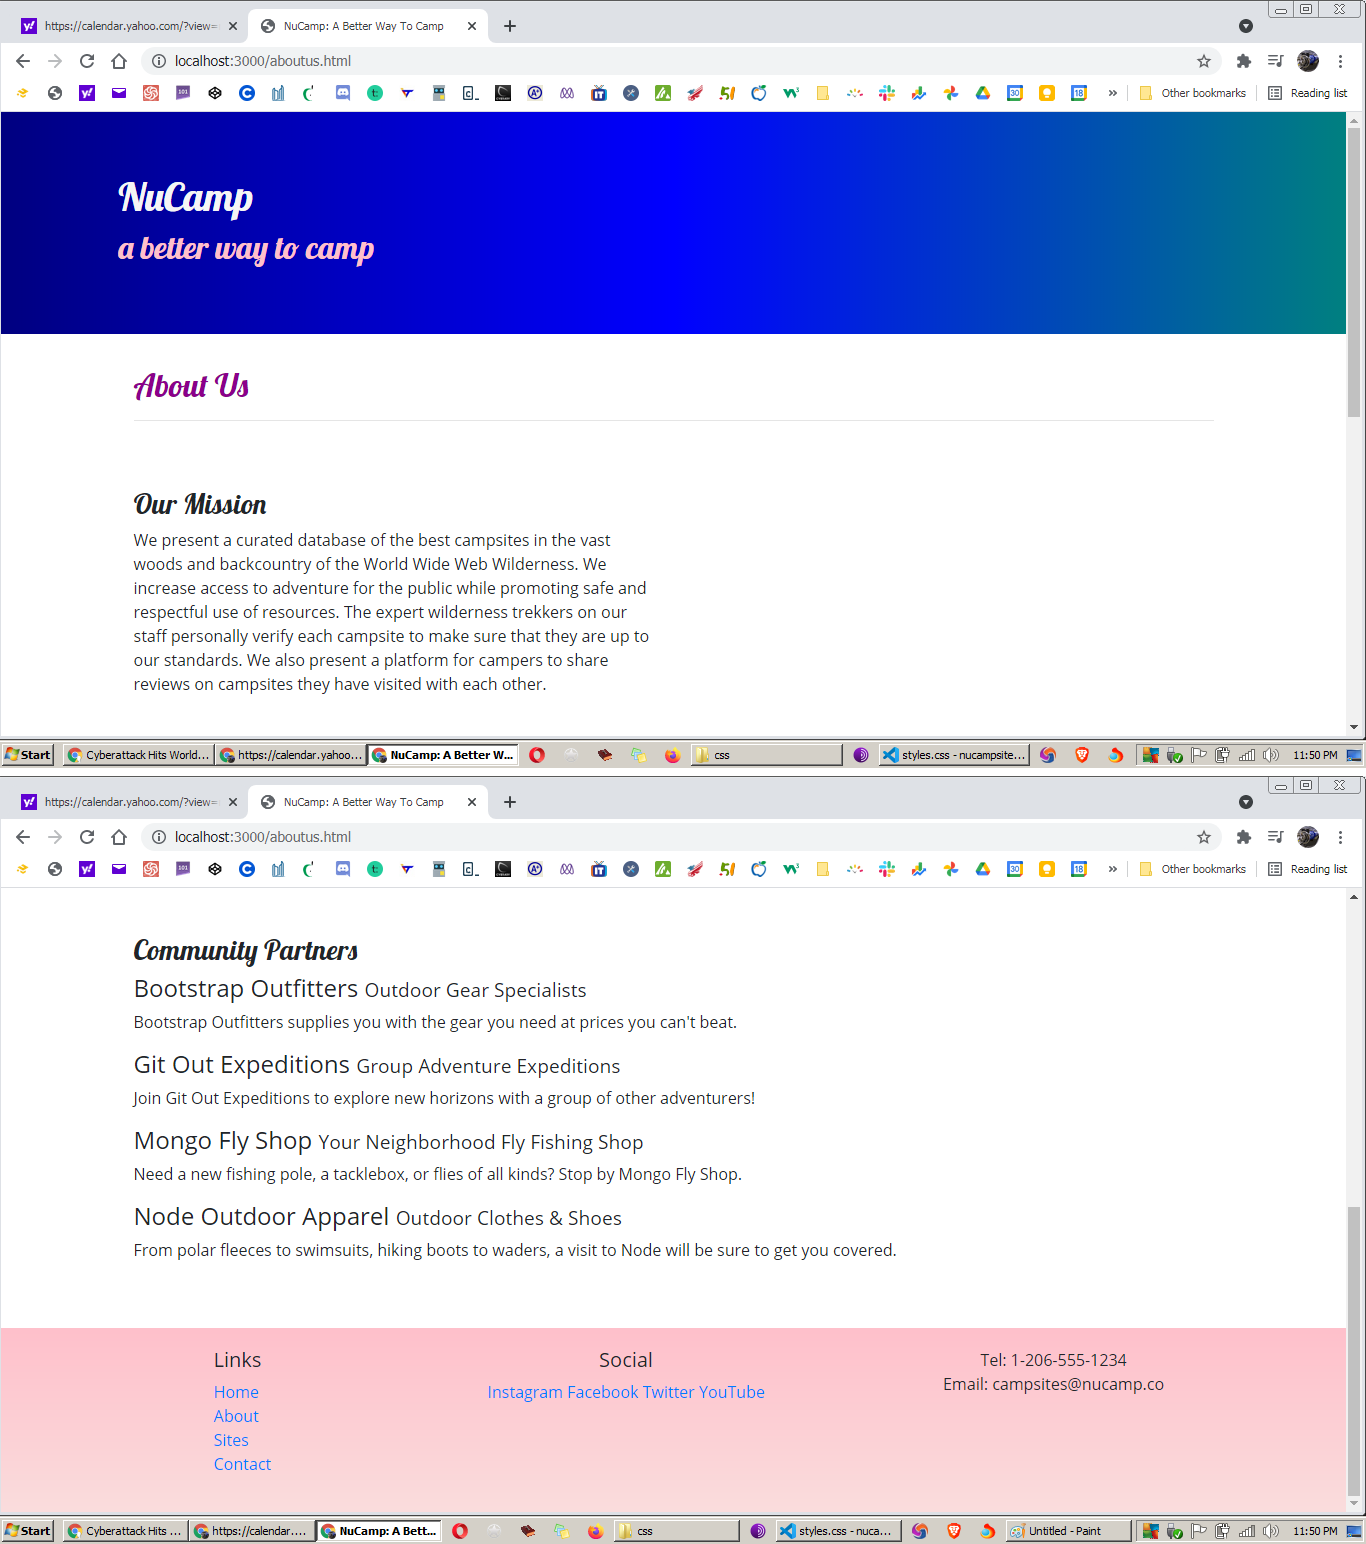 https://calendar.yahoo.com/?view=
NuCamp: A Better Way To Camp
localhost:3000/aboutus.html
Other bookmarks
Reading list
NuCamp
a better way to camp
About Us
Our Mission
We present a curated database of the best campsites in the vast
woods and backcountry of the World Wide Web Wilderness. We
increase access to adventure for the public while promoting safe and
respectful use of resources. The expert wilderness trekkers on our
staff personally verify each campsite to make sure that they are up to
our standards. We also present a platform for campers to share
reviews on campsites they have visited with each other.
Start
Cyberattack Hits World...
https://calendar.yahoo...
NuCamp: A Better W...
css
styles.css - nucampsite...
11:50 PM
https://calendar.yahoo.com/?view=
NuCamp: A Better Way To Camp
localhost:3000/aboutus.html
Other bookmarks
Reading list
Community Partners
Bootstrap Outfitters Outdoor Gear Specialists
Bootstrap Outfitters supplies you with the gear you need at prices you can't beat.
Git Out Expeditions Group Adventure Expeditions
Join Git Out Expeditions to explore new horizons with a group of other adventurers!
Mongo Fly Shop Your Neighborhood Fly Fishing Shop
Need a new fishing pole, a tacklebox, or flies of all kinds? Stop by Mongo Fly Shop.
Node Outdoor Apparel Outdoor Clothes & Shoes
From polar fleeces to swimsuits, hiking boots to waders, a visit to Node will be sure to get you covered.
Links
Home
About
Sites
Contact
Social
Instagram Facebook Twitter YouTube
Tel: 1-206-555-1234
Email: campsites@nucamp.co
Start
Cyberattack Hits ...
https://calendar....
NuCamp: A Bett...
css
styles.css - nuca...
Untitled - Paint
11:50 PM